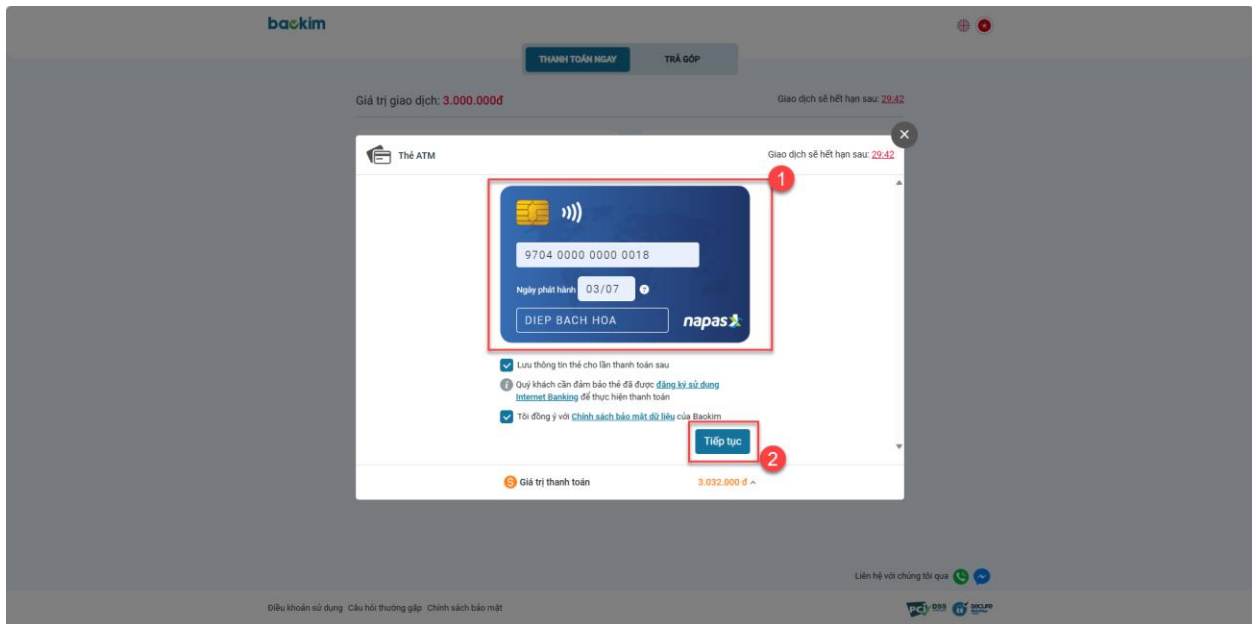 baokim
THANH TOÁN NGAY TRẢ GÓP
Giá trị giao dịch: 3.000.000đ Giao dịch sẽ hết hạn sau: 29:42
Thẻ ATM Giao dịch sẽ hết hạn sau: 29:42
1
9704 0000 0000 0018
Ngày phát hành 03/07 ?
DIEP BACH HOA napas
Lưu thông tin thẻ cho lần thanh toán sau
Quý khách cần đảm bảo thẻ đã được đăng ký sử dụng
Internet Banking để thực hiện thanh toán
Tôi đồng ý với Chính sách bảo mật dữ liệu của Baokim
Tiếp tục
2
Giá trị thanh toán 3.032.000 đ
Liên hệ với chúng tôi qua
Điều khoản sử dụng Câu hỏi thường gặp Chính sách bảo mật PCI DSS SECURE